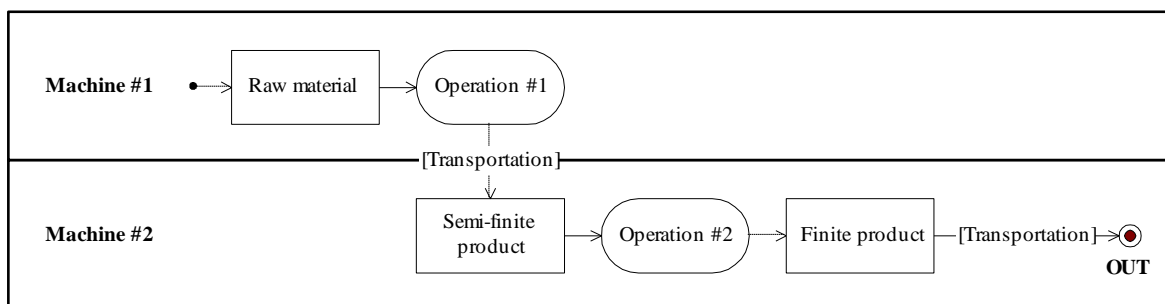 Machine #1
Raw material
Operation #1
[Transportation]
Machine #2
Semi-finite
product
Operation #2
Finite product
[Transportation]
OUT